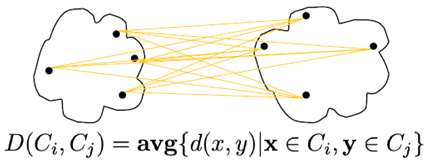 D(C_i, C_j) = avg{d(x, y)|x ∈ C_i, y ∈ C_j}